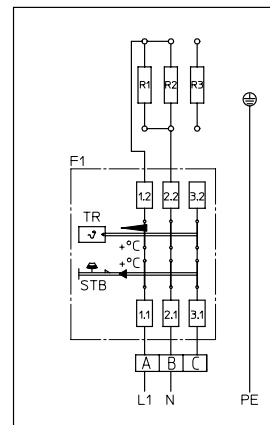 R1 R2 R3
F1
1.2 2.2 3.2
TR
ϑ
+°C
+°C
STB
1.1 2.1 3.1
A B C
L1 N PE